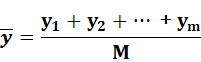 y̅ = (y₁ + y₂ + ⋯ + yₘ) / M